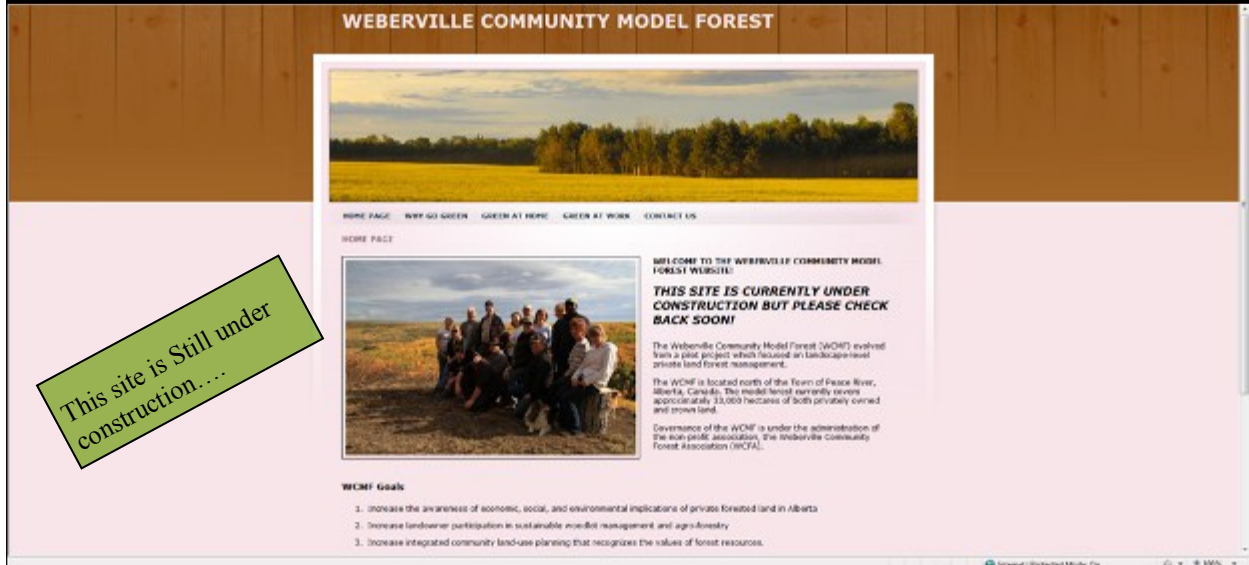 WEBERVILLE COMMUNITY MODEL FOREST
HOME PAGE WHY GO GREEN GREEN AT HOME GREEN AT WORK CONTACT US
HOME PAGE
WELCOME TO THE WEBERVILLE COMMUNITY MODEL
FOREST WEBSITE!
THIS SITE IS CURRENTLY UNDER
CONSTRUCTION BUT PLEASE CHECK
BACK SOON!
The Weberville Community Model Forest (WCMF) evolved
from a pilot project which focused on landscape-level
private land forest management.
The WCMF is located north of the Town of Peace River,
Alberta, Canada. The model forest currently covers
approximately 33,000 hectares of both privately owned
and crown land.
Governance of the WCMF is under the administration of
the non-profit association, the Weberville Community
Forest Association (WCFA).
This site is Still under
construction….
WCMF Goals
1. Increase the awareness of economic, social, and environmental implications of private forested land in Alberta
2. Increase landowner participation in sustainable woodlot management and agro-forestry
3. Increase integrated community land-use planning that recognizes the values of forest resources.
100%